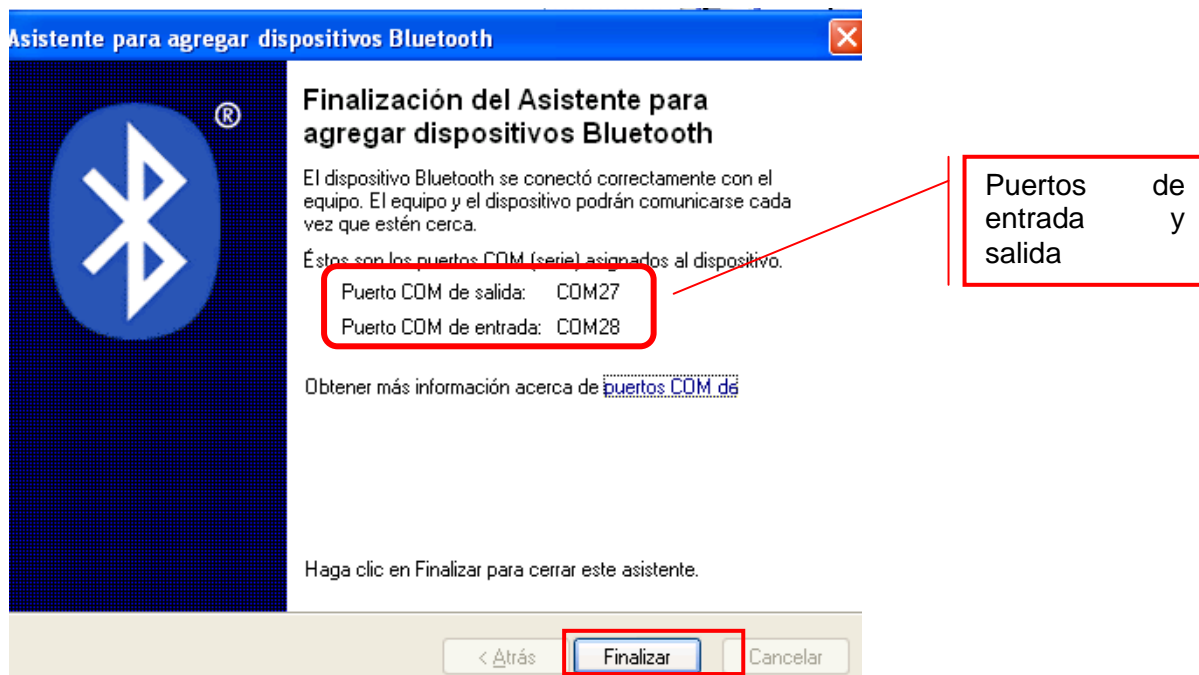 Asistente para agregar dispositivos Bluetooth
®
Finalización del Asistente para
agregar dispositivos Bluetooth
El dispositivo Bluetooth se conectó correctamente con el
equipo. El equipo y el dispositivo podrán comunicarse cada
vez que estén cerca.
Éstos son los puertos COM (serie) asignados al dispositivo.
Puerto COM de salida: COM27
Puerto COM de entrada: COM28
Obtener más información acerca de puertos COM de
Haga clic en Finalizar para cerrar este asistente.
< Atrás
Finalizar
Cancelar
Puertos de
entrada y
salida